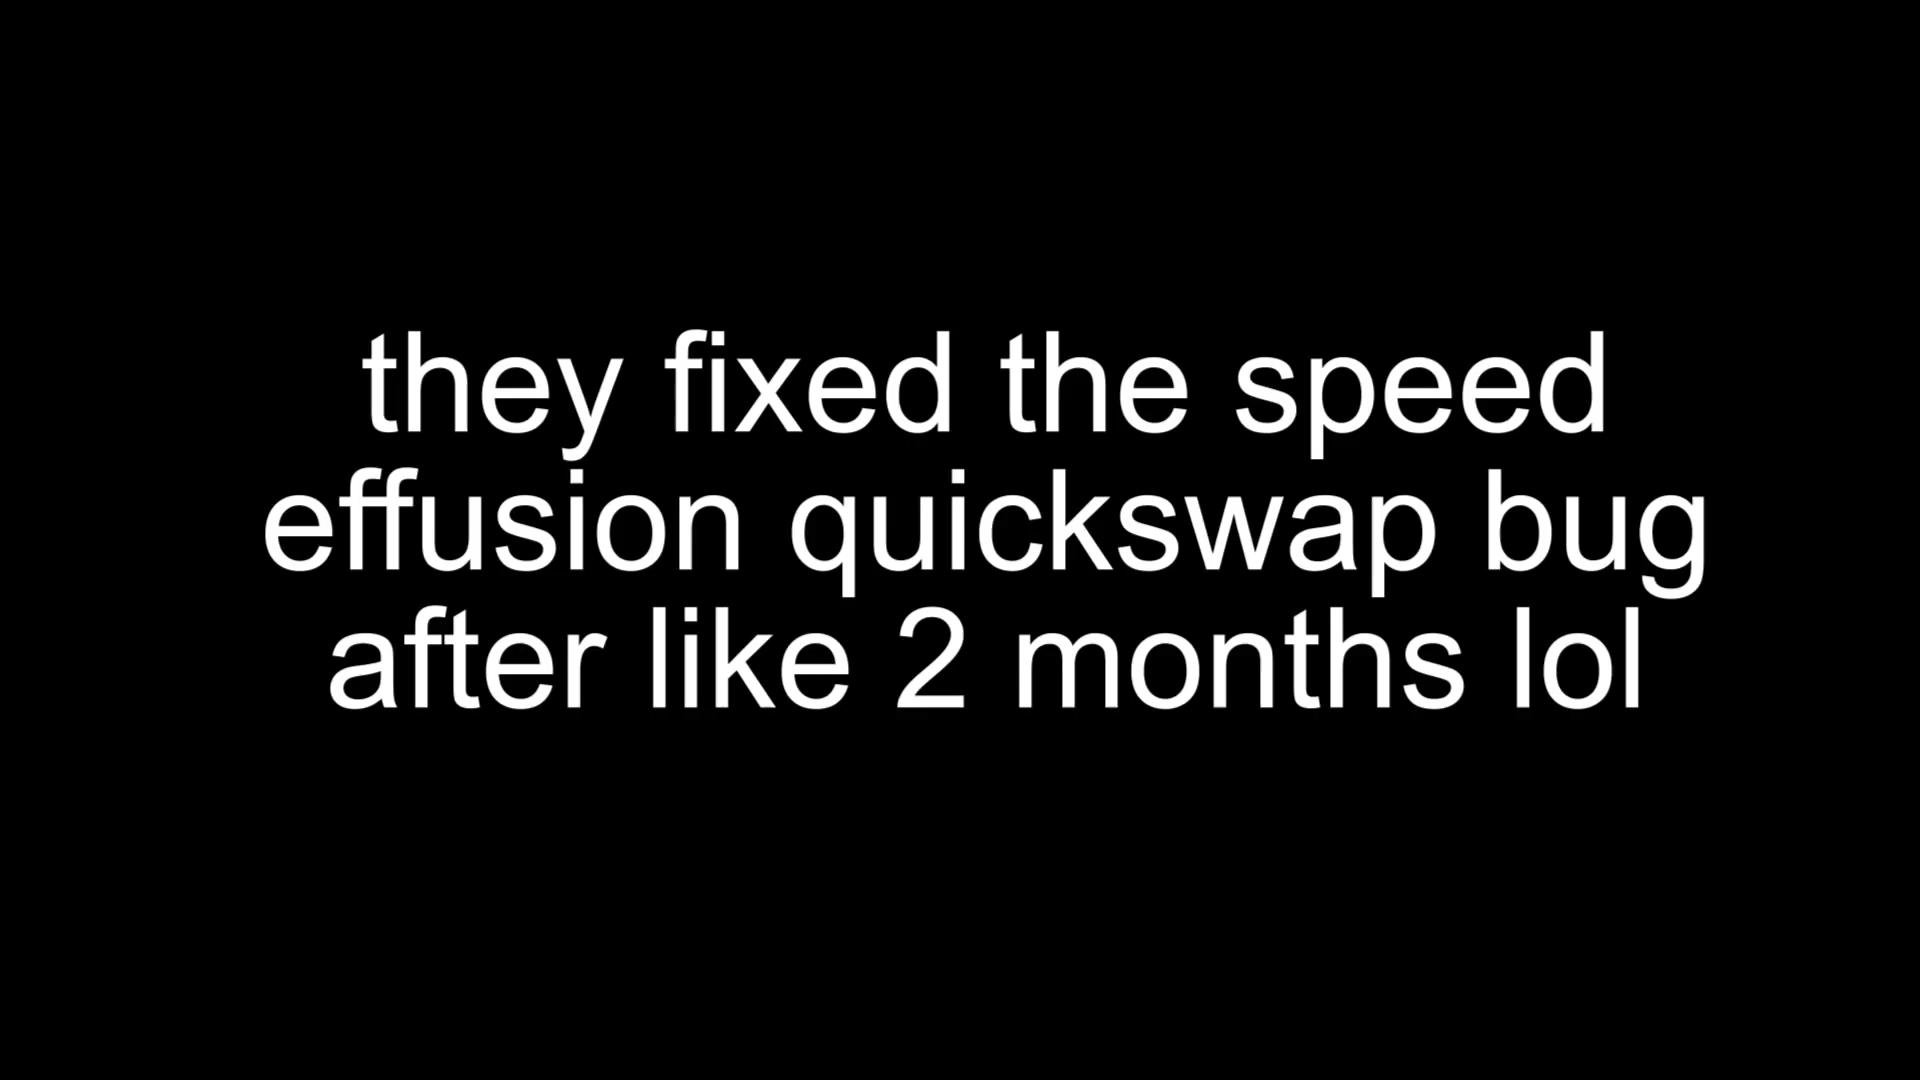 they fixed the speed
effusion quickswap bug
after like 2 months lol